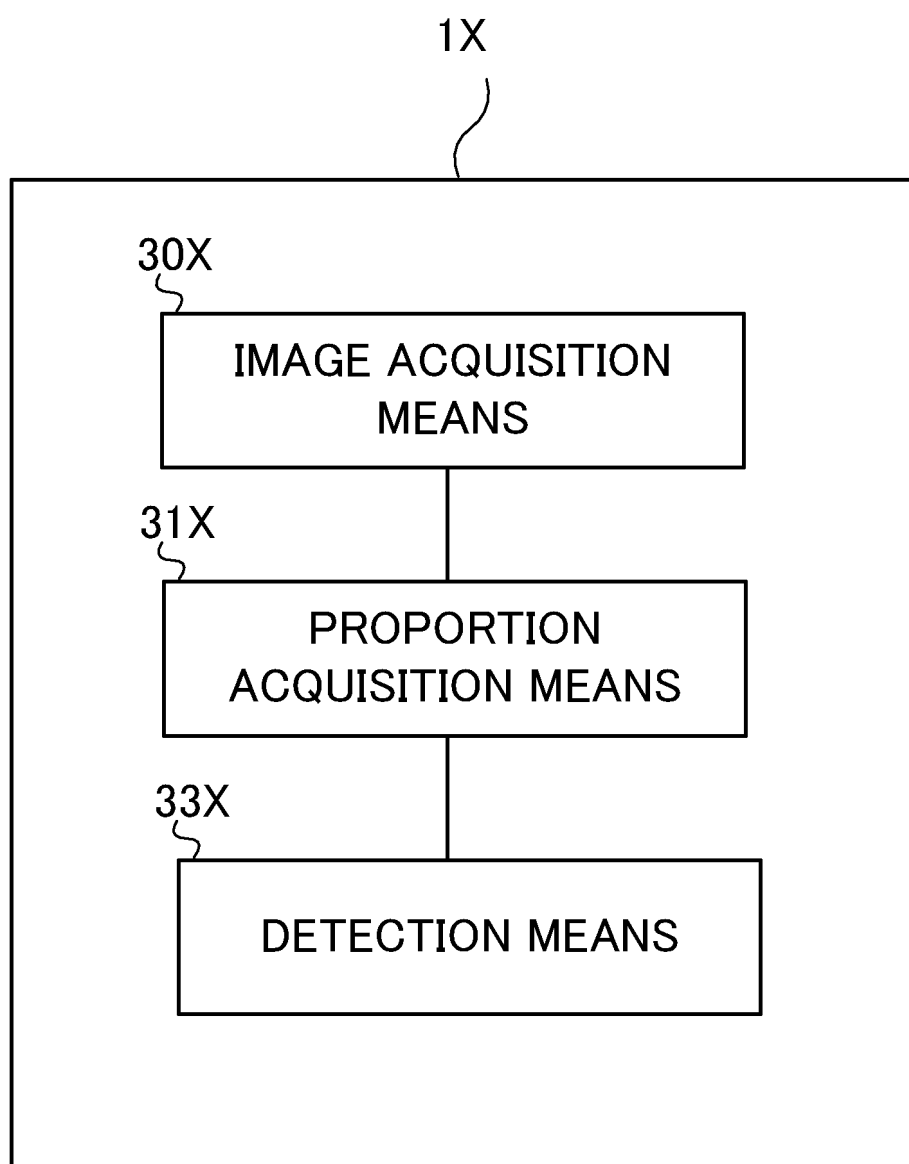 1X
30X
IMAGE ACQUISITION
MEANS
31X
PROPORTION
ACQUISITION MEANS
33X
DETECTION MEANS